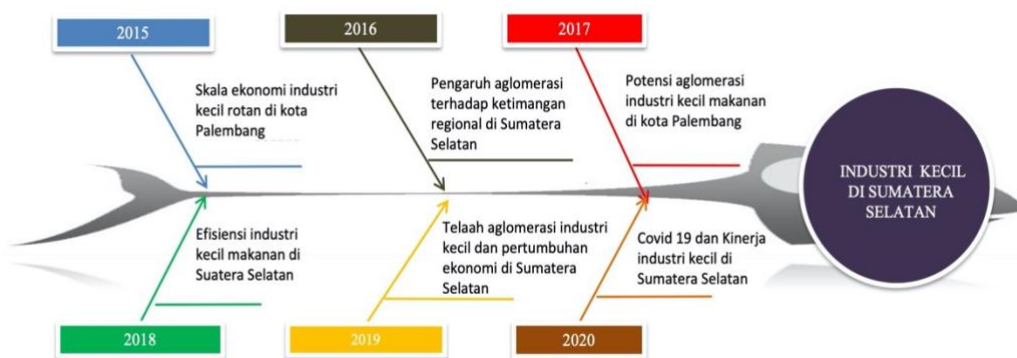 2015
2016
2017
Skala ekonomi industri
kecil rotan di kota
Palembang
Pengaruh aglomerasi
terhadap ketimangan
regional di Sumatera
Selatan
Potensi aglomerasi
industri kecil makanan
di kota Palembang
INDUSTRI KECIL
DI SUMATERA
SELATAN
Efisiensi industri
kecil makanan di
Suatera Selatan
Telaah aglomerasi industri
kecil dan pertumbuhan
ekonomi di Sumatera
Selatan
Covid 19 dan Kinerja
industri kecil di
Sumatera Selatan
2018
2019
2020